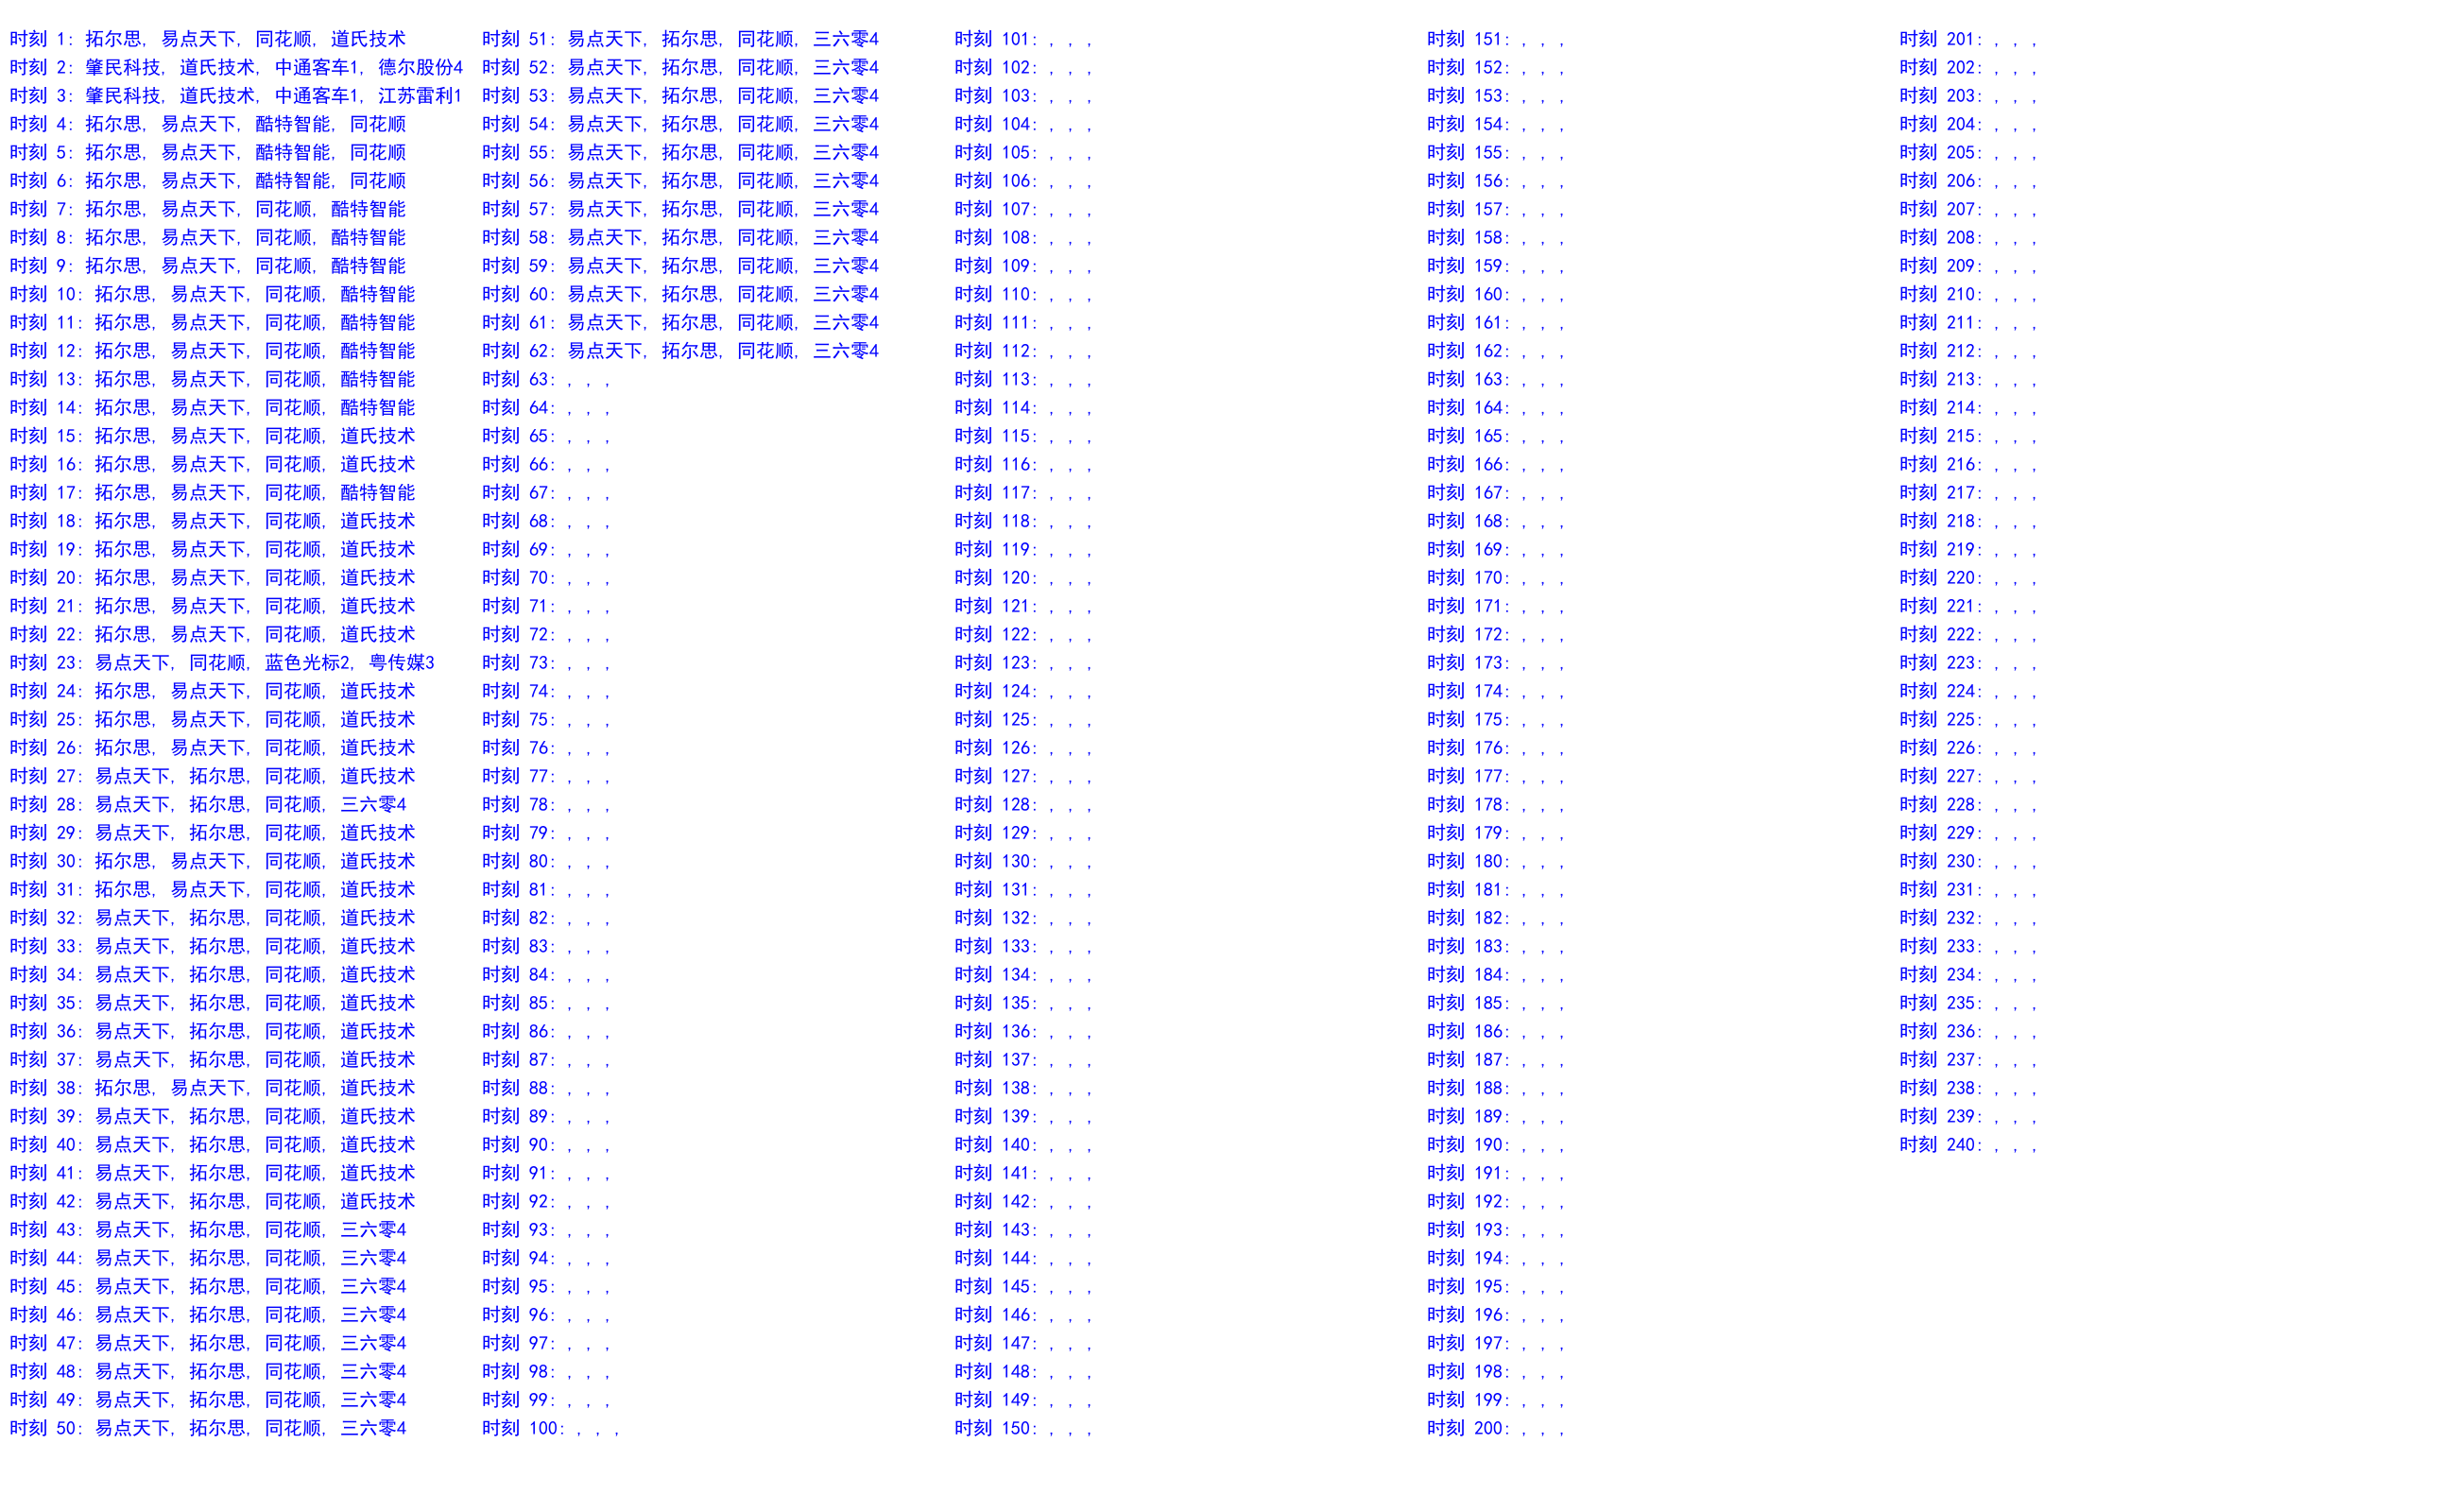 时刻 1: 拓尔思, 易点天下, 同花顺, 道氏技术
时刻 2: 肇民科技, 道氏技术, 中通客车1, 德尔股份4
时刻 3: 肇民科技, 道氏技术, 中通客车1, 江苏雷利1
时刻 4: 拓尔思, 易点天下, 酷特智能, 同花顺
时刻 5: 拓尔思, 易点天下, 酷特智能, 同花顺
时刻 6: 拓尔思, 易点天下, 酷特智能, 同花顺
时刻 7: 拓尔思, 易点天下, 同花顺, 酷特智能
时刻 8: 拓尔思, 易点天下, 同花顺, 酷特智能
时刻 9: 拓尔思, 易点天下, 同花顺, 酷特智能
时刻 10: 拓尔思, 易点天下, 同花顺, 酷特智能
时刻 11: 拓尔思, 易点天下, 同花顺, 酷特智能
时刻 12: 拓尔思, 易点天下, 同花顺, 酷特智能
时刻 13: 拓尔思, 易点天下, 同花顺, 酷特智能
时刻 14: 拓尔思, 易点天下, 同花顺, 酷特智能
时刻 15: 拓尔思, 易点天下, 同花顺, 道氏技术
时刻 16: 拓尔思, 易点天下, 同花顺, 道氏技术
时刻 17: 拓尔思, 易点天下, 同花顺, 酷特智能
时刻 18: 拓尔思, 易点天下, 同花顺, 道氏技术
时刻 19: 拓尔思, 易点天下, 同花顺, 道氏技术
时刻 20: 拓尔思, 易点天下, 同花顺, 道氏技术
时刻 21: 拓尔思, 易点天下, 同花顺, 道氏技术
时刻 22: 拓尔思, 易点天下, 同花顺, 道氏技术
时刻 23: 易点天下, 同花顺, 蓝色光标2, 粤传媒3
时刻 24: 拓尔思, 易点天下, 同花顺, 道氏技术
时刻 25: 拓尔思, 易点天下, 同花顺, 道氏技术
时刻 26: 拓尔思, 易点天下, 同花顺, 道氏技术
时刻 27: 易点天下, 拓尔思, 同花顺, 道氏技术
时刻 28: 易点天下, 拓尔思, 同花顺, 三六零4
时刻 29: 易点天下, 拓尔思, 同花顺, 道氏技术
时刻 30: 拓尔思, 易点天下, 同花顺, 道氏技术
时刻 31: 拓尔思, 易点天下, 同花顺, 道氏技术
时刻 32: 易点天下, 拓尔思, 同花顺, 道氏技术
时刻 33: 易点天下, 拓尔思, 同花顺, 道氏技术
时刻 34: 易点天下, 拓尔思, 同花顺, 道氏技术
时刻 35: 易点天下, 拓尔思, 同花顺, 道氏技术
时刻 36: 易点天下, 拓尔思, 同花顺, 道氏技术
时刻 37: 易点天下, 拓尔思, 同花顺, 道氏技术
时刻 38: 拓尔思, 易点天下, 同花顺, 道氏技术
时刻 39: 易点天下, 拓尔思, 同花顺, 道氏技术
时刻 40: 易点天下, 拓尔思, 同花顺, 道氏技术
时刻 41: 易点天下, 拓尔思, 同花顺, 道氏技术
时刻 42: 易点天下, 拓尔思, 同花顺, 道氏技术
时刻 43: 易点天下, 拓尔思, 同花顺, 三六零4
时刻 44: 易点天下, 拓尔思, 同花顺, 三六零4
时刻 45: 易点天下, 拓尔思, 同花顺, 三六零4
时刻 46: 易点天下, 拓尔思, 同花顺, 三六零4
时刻 47: 易点天下, 拓尔思, 同花顺, 三六零4
时刻 48: 易点天下, 拓尔思, 同花顺, 三六零4
时刻 49: 易点天下, 拓尔思, 同花顺, 三六零4
时刻 50: 易点天下, 拓尔思, 同花顺, 三六零4
时刻 51: 易点天下, 拓尔思, 同花顺, 三六零4
时刻 52: 易点天下, 拓尔思, 同花顺, 三六零4
时刻 53: 易点天下, 拓尔思, 同花顺, 三六零4
时刻 54: 易点天下, 拓尔思, 同花顺, 三六零4
时刻 55: 易点天下, 拓尔思, 同花顺, 三六零4
时刻 56: 易点天下, 拓尔思, 同花顺, 三六零4
时刻 57: 易点天下, 拓尔思, 同花顺, 三六零4
时刻 58: 易点天下, 拓尔思, 同花顺, 三六零4
时刻 59: 易点天下, 拓尔思, 同花顺, 三六零4
时刻 60: 易点天下, 拓尔思, 同花顺, 三六零4
时刻 61: 易点天下, 拓尔思, 同花顺, 三六零4
时刻 62: 易点天下, 拓尔思, 同花顺, 三六零4
时刻 63: , , ,
时刻 64: , , ,
时刻 65: , , ,
时刻 66: , , ,
时刻 67: , , ,
时刻 68: , , ,
时刻 69: , , ,
时刻 70: , , ,
时刻 71: , , ,
时刻 72: , , ,
时刻 73: , , ,
时刻 74: , , ,
时刻 75: , , ,
时刻 76: , , ,
时刻 77: , , ,
时刻 78: , , ,
时刻 79: , , ,
时刻 80: , , ,
时刻 81: , , ,
时刻 82: , , ,
时刻 83: , , ,
时刻 84: , , ,
时刻 85: , , ,
时刻 86: , , ,
时刻 87: , , ,
时刻 88: , , ,
时刻 89: , , ,
时刻 90: , , ,
时刻 91: , , ,
时刻 92: , , ,
时刻 93: , , ,
时刻 94: , , ,
时刻 95: , , ,
时刻 96: , , ,
时刻 97: , , ,
时刻 98: , , ,
时刻 99: , , ,
时刻 100: , , ,
时刻 101: , , ,
时刻 102: , , ,
时刻 103: , , ,
时刻 104: , , ,
时刻 105: , , ,
时刻 106: , , ,
时刻 107: , , ,
时刻 108: , , ,
时刻 109: , , ,
时刻 110: , , ,
时刻 111: , , ,
时刻 112: , , ,
时刻 113: , , ,
时刻 114: , , ,
时刻 115: , , ,
时刻 116: , , ,
时刻 117: , , ,
时刻 118: , , ,
时刻 119: , , ,
时刻 120: , , ,
时刻 121: , , ,
时刻 122: , , ,
时刻 123: , , ,
时刻 124: , , ,
时刻 125: , , ,
时刻 126: , , ,
时刻 127: , , ,
时刻 128: , , ,
时刻 129: , , ,
时刻 130: , , ,
时刻 131: , , ,
时刻 132: , , ,
时刻 133: , , ,
时刻 134: , , ,
时刻 135: , , ,
时刻 136: , , ,
时刻 137: , , ,
时刻 138: , , ,
时刻 139: , , ,
时刻 140: , , ,
时刻 141: , , ,
时刻 142: , , ,
时刻 143: , , ,
时刻 144: , , ,
时刻 145: , , ,
时刻 146: , , ,
时刻 147: , , ,
时刻 148: , , ,
时刻 149: , , ,
时刻 150: , , ,
时刻 151: , , ,
时刻 152: , , ,
时刻 153: , , ,
时刻 154: , , ,
时刻 155: , , ,
时刻 156: , , ,
时刻 157: , , ,
时刻 158: , , ,
时刻 159: , , ,
时刻 160: , , ,
时刻 161: , , ,
时刻 162: , , ,
时刻 163: , , ,
时刻 164: , , ,
时刻 165: , , ,
时刻 166: , , ,
时刻 167: , , ,
时刻 168: , , ,
时刻 169: , , ,
时刻 170: , , ,
时刻 171: , , ,
时刻 172: , , ,
时刻 173: , , ,
时刻 174: , , ,
时刻 175: , , ,
时刻 176: , , ,
时刻 177: , , ,
时刻 178: , , ,
时刻 179: , , ,
时刻 180: , , ,
时刻 181: , , ,
时刻 182: , , ,
时刻 183: , , ,
时刻 184: , , ,
时刻 185: , , ,
时刻 186: , , ,
时刻 187: , , ,
时刻 188: , , ,
时刻 189: , , ,
时刻 190: , , ,
时刻 191: , , ,
时刻 192: , , ,
时刻 193: , , ,
时刻 194: , , ,
时刻 195: , , ,
时刻 196: , , ,
时刻 197: , , ,
时刻 198: , , ,
时刻 199: , , ,
时刻 200: , , ,
时刻 201: , , ,
时刻 202: , , ,
时刻 203: , , ,
时刻 204: , , ,
时刻 205: , , ,
时刻 206: , , ,
时刻 207: , , ,
时刻 208: , , ,
时刻 209: , , ,
时刻 210: , , ,
时刻 211: , , ,
时刻 212: , , ,
时刻 213: , , ,
时刻 214: , , ,
时刻 215: , , ,
时刻 216: , , ,
时刻 217: , , ,
时刻 218: , , ,
时刻 219: , , ,
时刻 220: , , ,
时刻 221: , , ,
时刻 222: , , ,
时刻 223: , , ,
时刻 224: , , ,
时刻 225: , , ,
时刻 226: , , ,
时刻 227: , , ,
时刻 228: , , ,
时刻 229: , , ,
时刻 230: , , ,
时刻 231: , , ,
时刻 232: , , ,
时刻 233: , , ,
时刻 234: , , ,
时刻 235: , , ,
时刻 236: , , ,
时刻 237: , , ,
时刻 238: , , ,
时刻 239: , , ,
时刻 240: , , ,